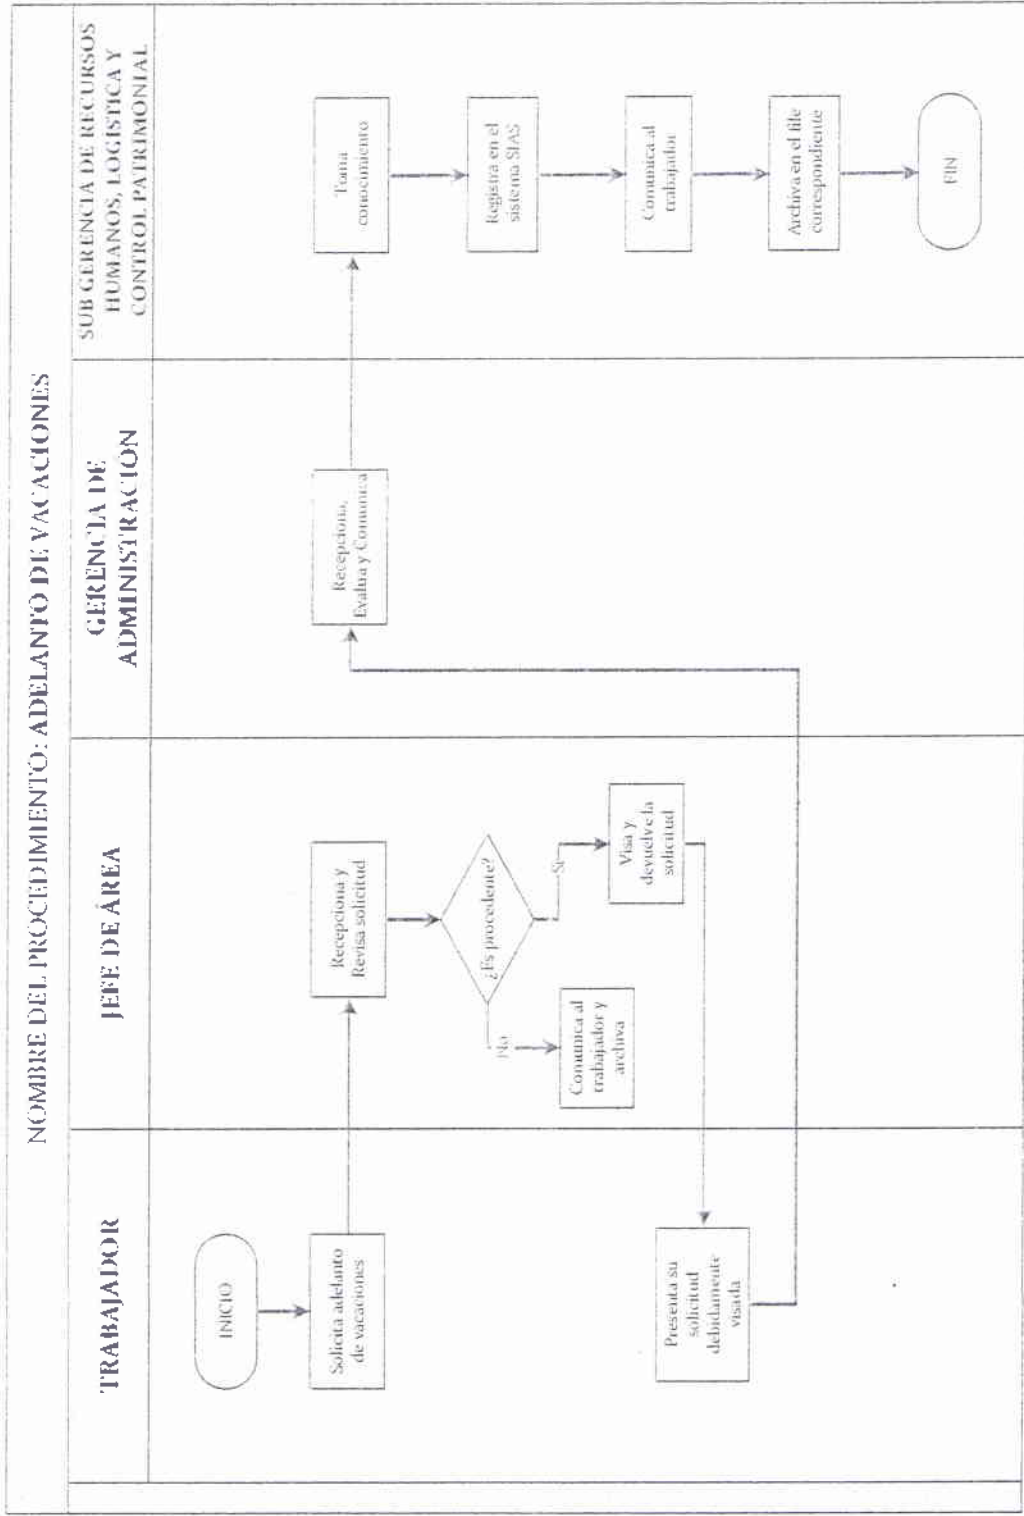 NOMBRE DEL PROCEDIMIENTO: ADELANTO DE VACACIONES
TRABAJADOR
JEFE DE ÁREA
GERENCIA DE
ADMINISTRACIÓN
SUB GERENCIA DE RECURSOS
HUMANOS, LOGISTICA Y
CONTROL PATRIMONIAL
INICIO
Solicita adelanto
de vacaciones
Recepciona y
Revisa solicitud
¿Es procedente?
No
Comunica al
trabajador y
archiva
Si
Visa y
devuelve la
solicitud
Presenta su
solicitud
debidamente
visada
Recepciona,
Evalua y Comunica
Toma
conocimiento
Registra en el
sistema SIAS
Comunica al
trabajador
Archiva en el file
correspondiente
FIN